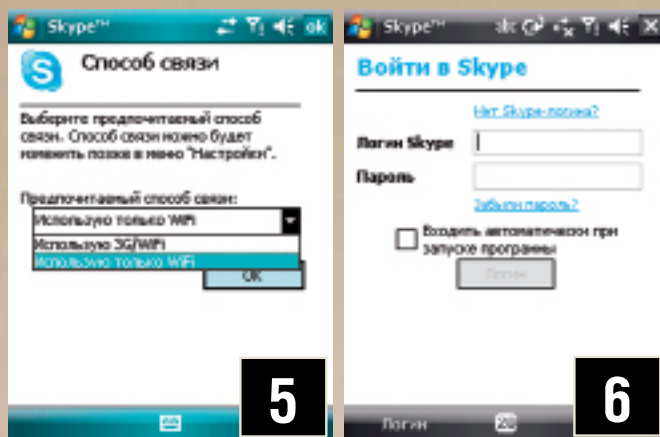 Skype™
ok
Способ связи
Выберите предпочитаемый способ
связи. Способ связи можно будет
изменить позже в меню "Настройки".
Предпочитаемый способ связи:
Использую только WiFi
Использую 3G/WiFi
Использую только WiFi
OK
5
Skype™
abc
Войти в Skype
Нет Skype-логина?
Логин Skype
Пароль
Забыли пароль?
Входить автоматически при
запуске программы
Логин
Логин
6